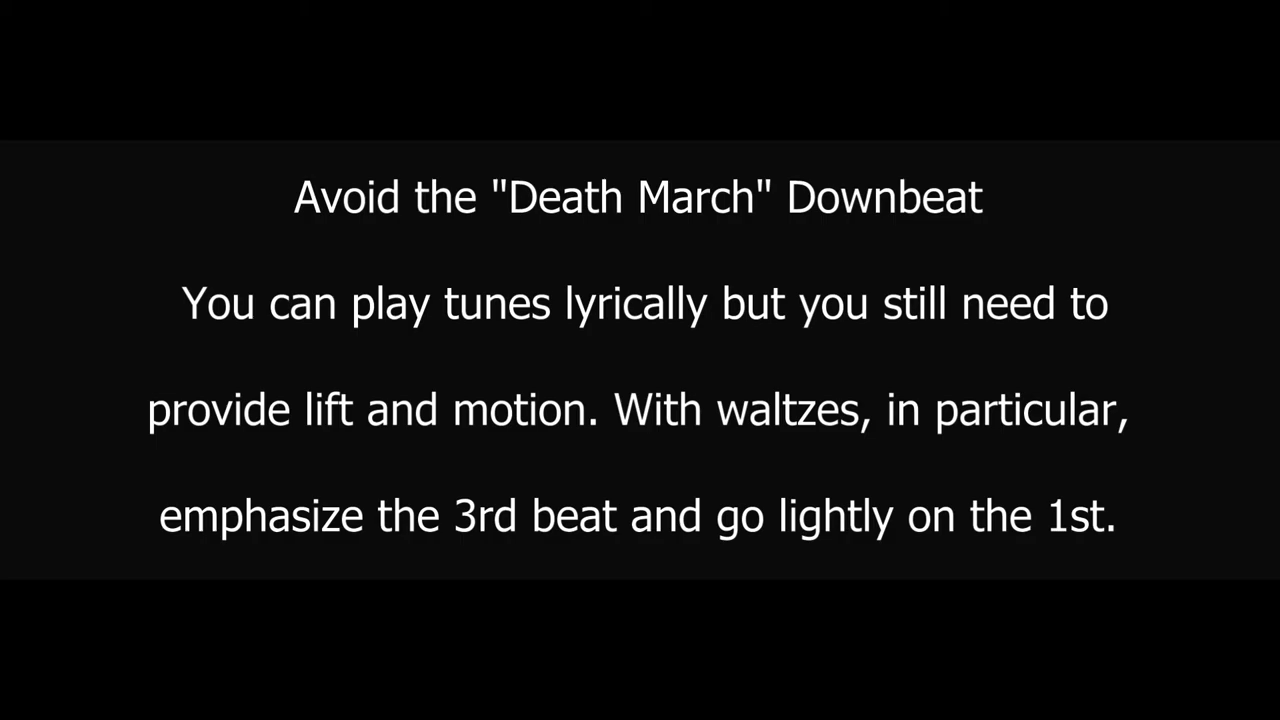 Avoid the "Death March" Downbeat
You can play tunes lyrically but you still need to
provide lift and motion. With waltzes, in particular,
emphasize the 3rd beat and go lightly on the 1st.